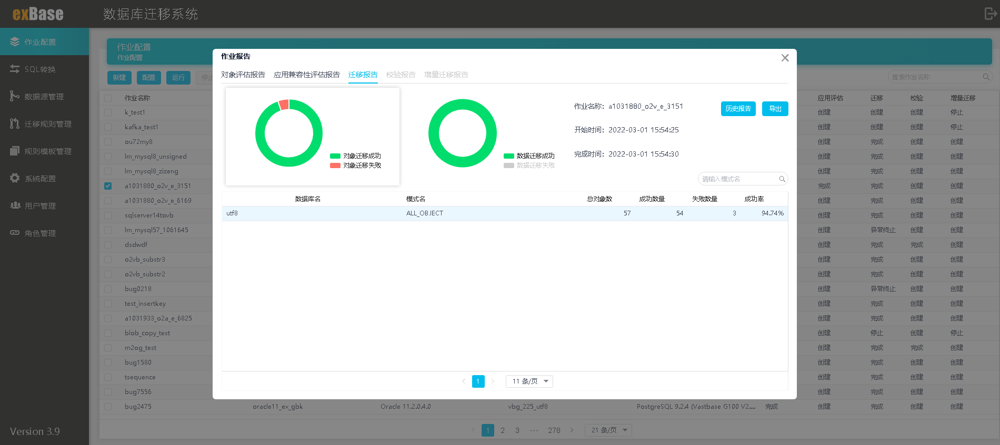 exBase 数据库迁移系统
作业配置
SQL转换
数据源管理
迁移规则管理
规则模板管理
系统配置
用户管理
角色管理
Version 3.9
作业配置
作业配置
新建 配置 运行 停止
搜索作业名称
作业名称 应用评估 迁移 校验 增量迁移
k_test1 创建 创建 创建 停止
kafka_test1 创建 创建 创建 停止
ou72my8 创建 完成 创建 创建
lm_mysql8_unsigned 创建 完成 创建 创建
lm_mysql8_zizeng 创建 完成 创建 创建
a1031880_o2v_e_3151 完成 完成 创建 创建
a1031880_o2v_e_6169 创建 完成 创建 创建
sqlserver14tovb 创建 完成 创建 创建
lm_mysql57_1061645 创建 异常终止 创建 创建
dsdwdf 创建 完成 完成 创建
o2vb_substr3 创建 完成 创建 创建
o2vb_substr2 创建 完成 创建 创建
bug0218 创建 异常终止 创建 创建
test_insertkey 创建 完成 创建 创建
a1031933_o2a_e_6825 创建 完成 创建 创建
blob_copy_test 创建 停止 创建 停止
m2og_test 创建 完成 完成 创建
bug1580 创建 完成 创建 创建
tsequence 创建 完成 创建 创建
bug7556 创建 完成 创建 创建
bug2475 oracle11_ex_gbk Oracle 11.2.0.4.0 vbg_225_utf8 PostgreSQL 9.2.4 (Vastbase G100 V2.... 完成 创建 完成 创建 创建
1 2 3 ··· 278 21 条/页
作业报告
对象评估报告 应用兼容性评估报告 迁移报告 校验报告 增量迁移报告
对象迁移成功
对象迁移失败
数据迁移成功
数据迁移失败
作业名称: a1031880_o2v_e_3151
开始时间: 2022-03-01 15:54:25
完成时间: 2022-03-01 15:54:30
历史报告 导出
请输入模式名
数据库名 模式名 总对象数 成功数量 失败数量 成功率
utf8 ALL_OBJECT 57 54 3 94.74%
1 11 条/页